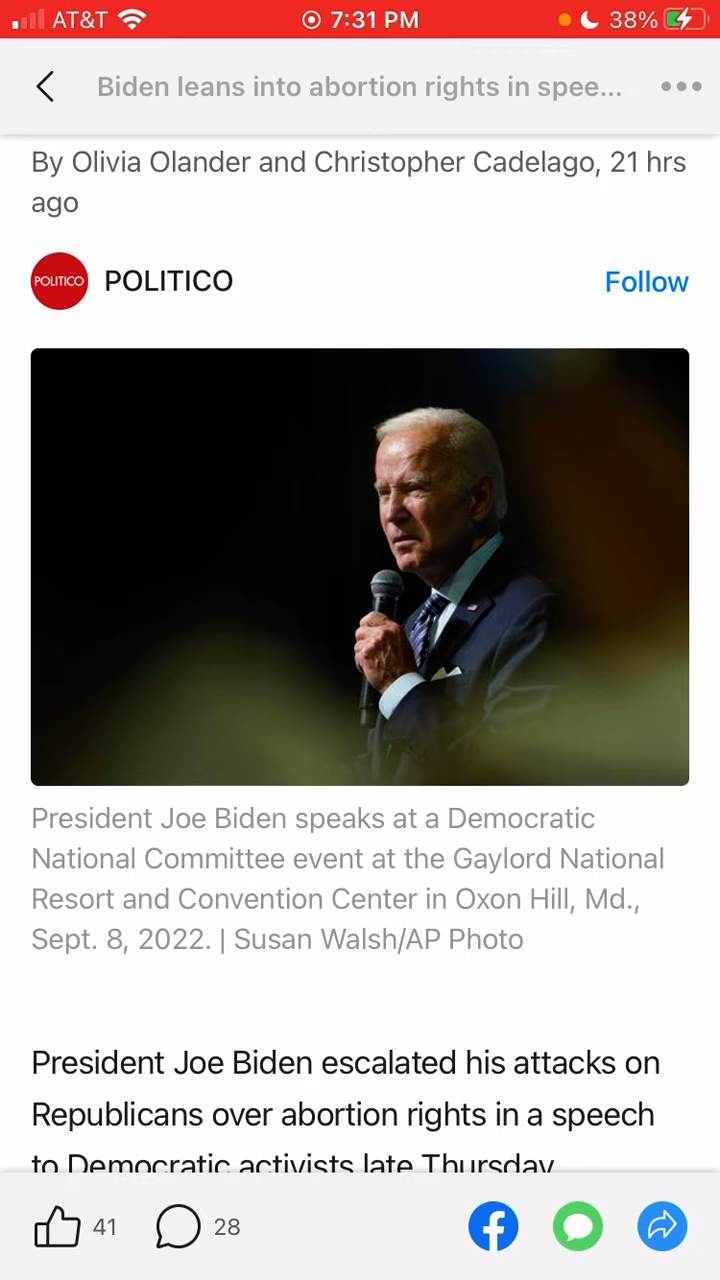 AT&T 7:31 PM 38%
Biden leans into abortion rights in spee...
By Olivia Olander and Christopher Cadelago, 21 hrs
ago
POLITICO POLITICO Follow
President Joe Biden speaks at a Democratic
National Committee event at the Gaylord National
Resort and Convention Center in Oxon Hill, Md.,
Sept. 8, 2022. | Susan Walsh/AP Photo
President Joe Biden escalated his attacks on
Republicans over abortion rights in a speech
to Democratic activists late Thursday
41 28